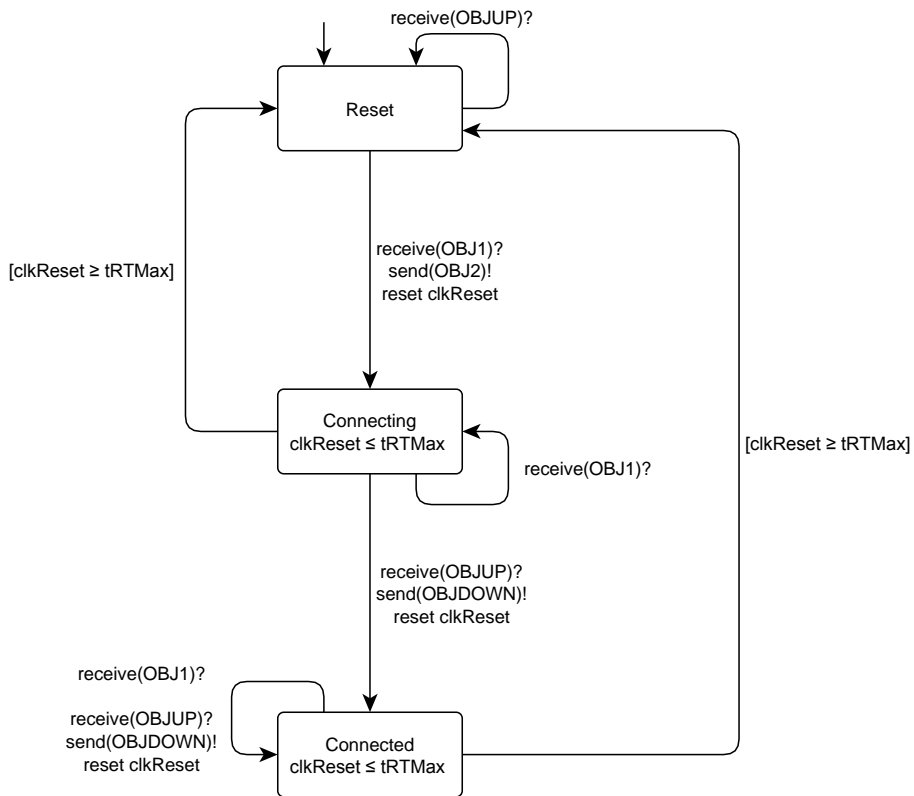 receive(OBJUP)?
Reset
receive(OBJ1)?
send(OBJ2)!
reset clkReset
[clkReset ≥ tRTMax]
Connecting
clkReset ≤ tRTMax
[clkReset ≥ tRTMax]
receive(OBJ1)?
receive(OBJUP)?
send(OBJDOWN)!
reset clkReset
receive(OBJ1)?
receive(OBJUP)?
send(OBJDOWN)!
reset clkReset
Connected
clkReset ≤ tRTMax